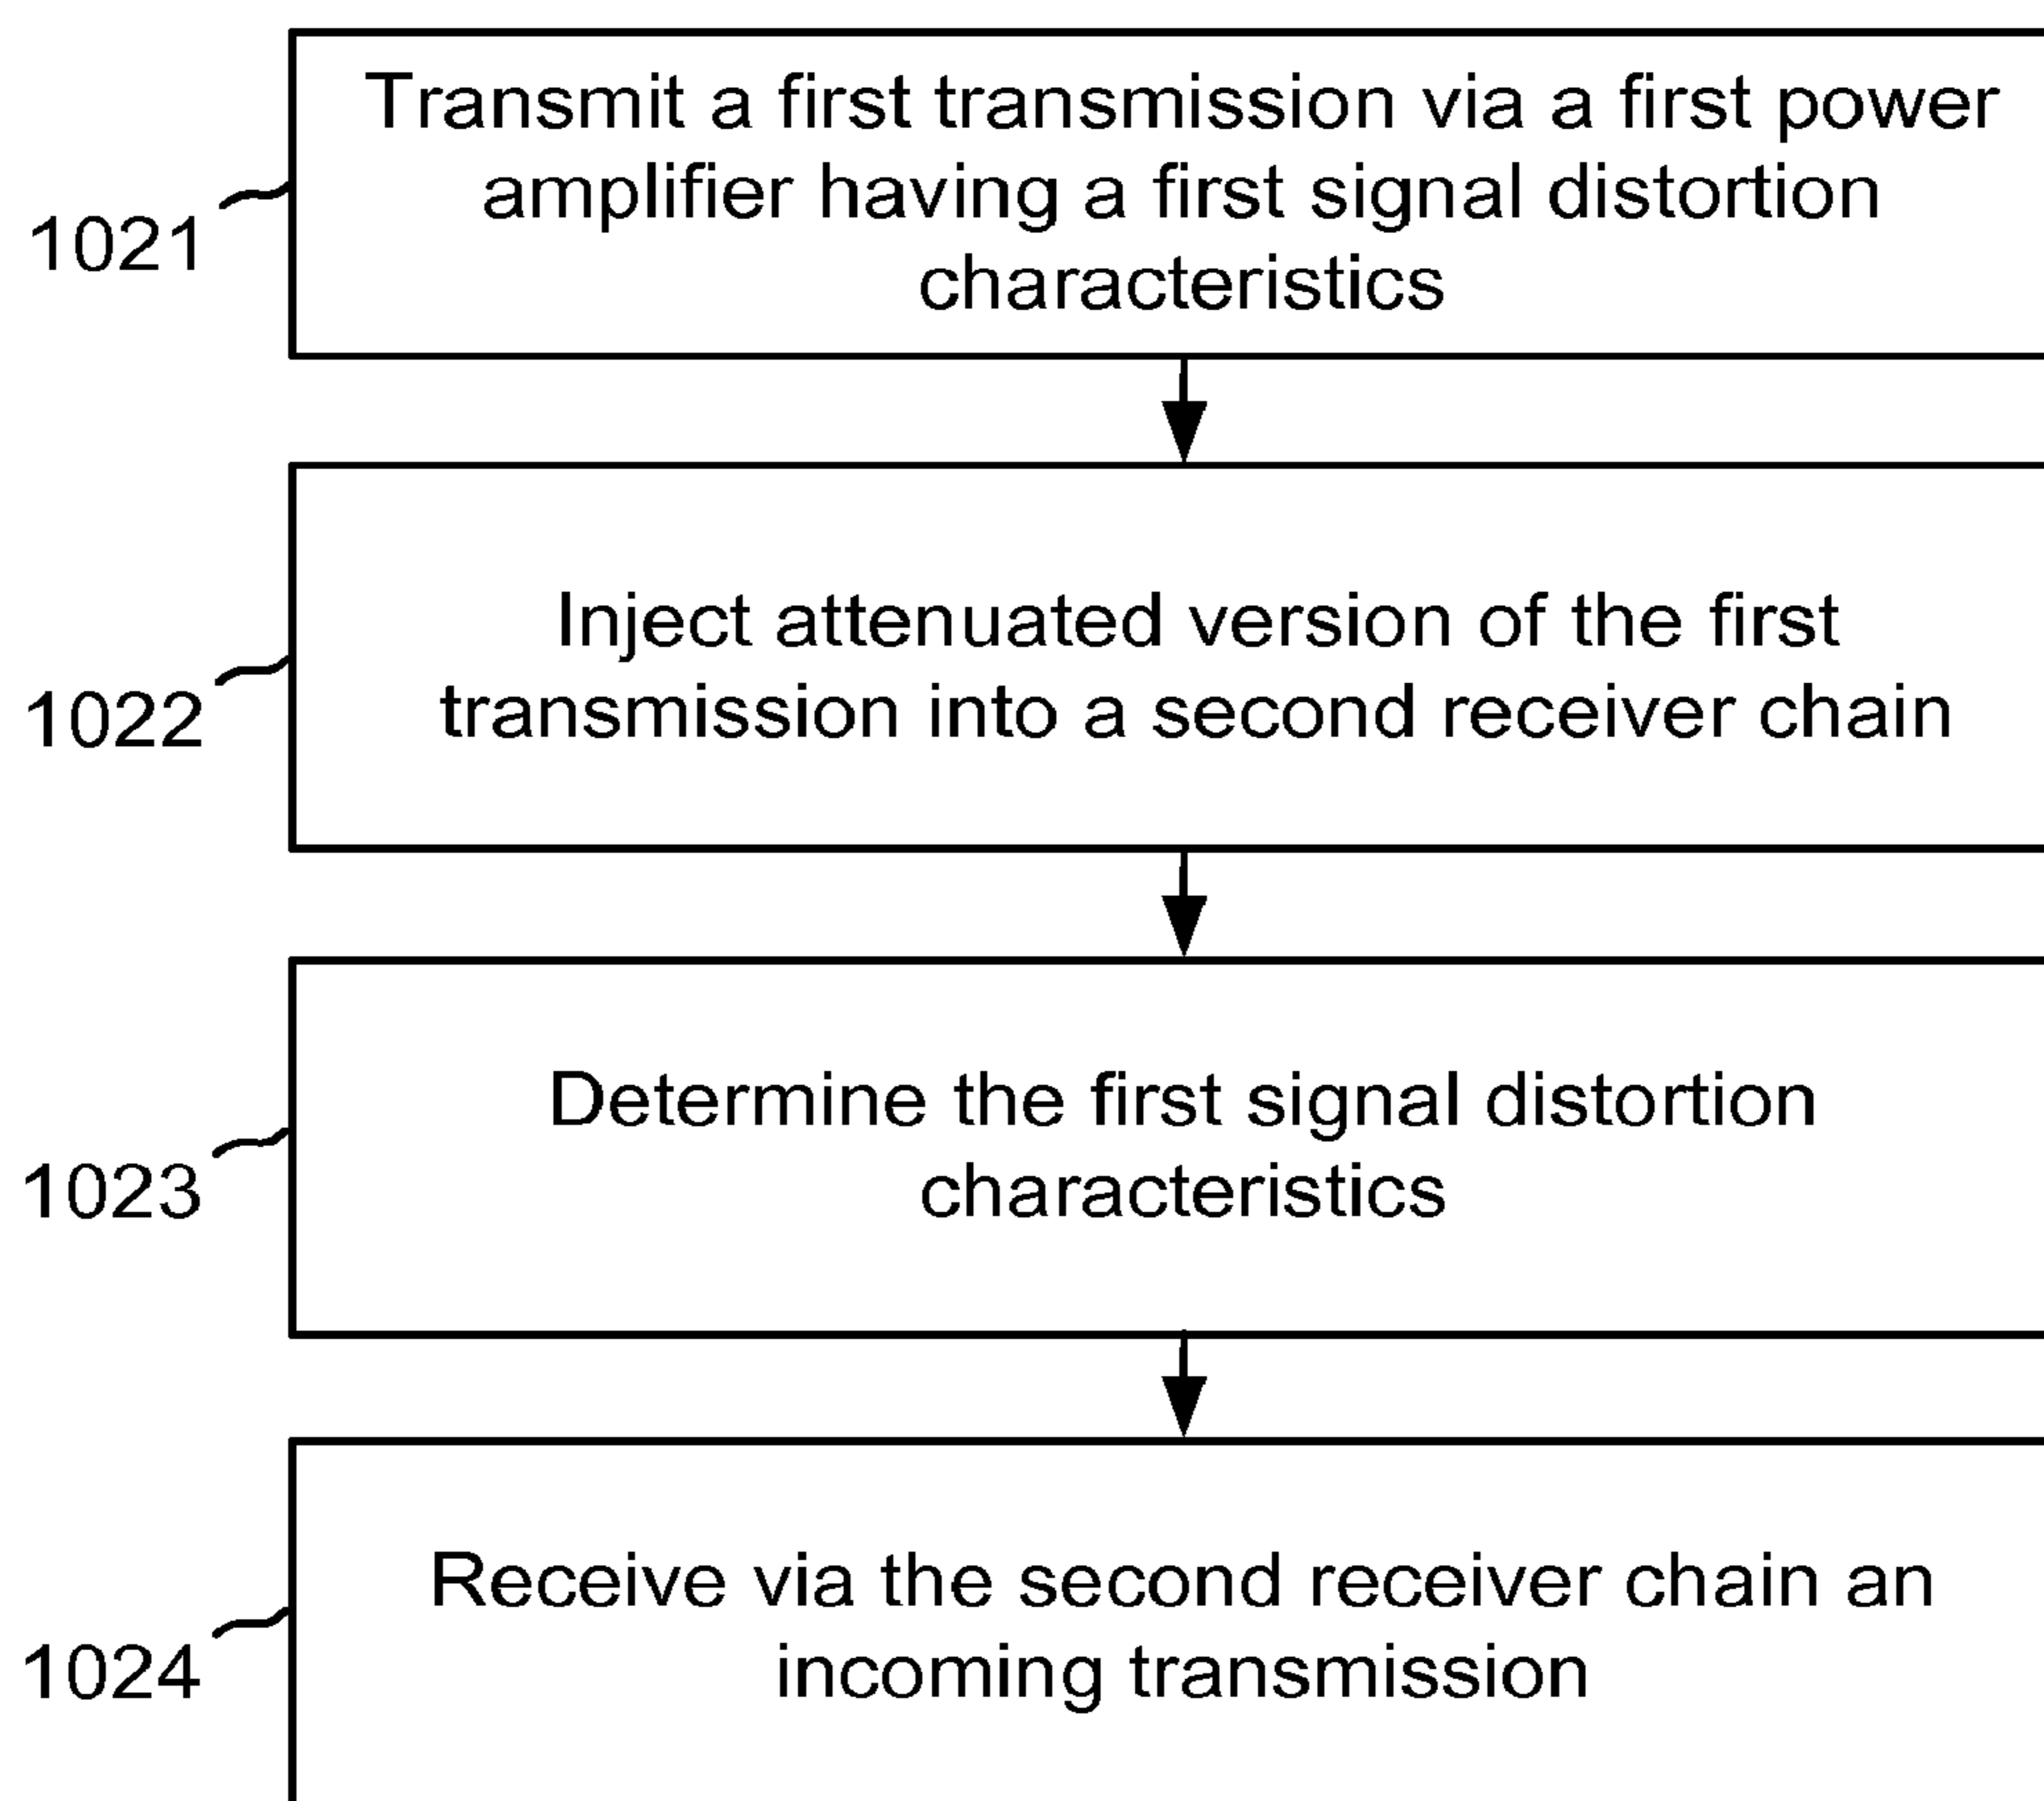 Transmit a first transmission via a first power
amplifier having a first signal distortion
characteristics
1021
Inject attenuated version of the first
transmission into a second receiver chain
1022
Determine the first signal distortion
characteristics
1023
Receive via the second receiver chain an
incoming transmission
1024